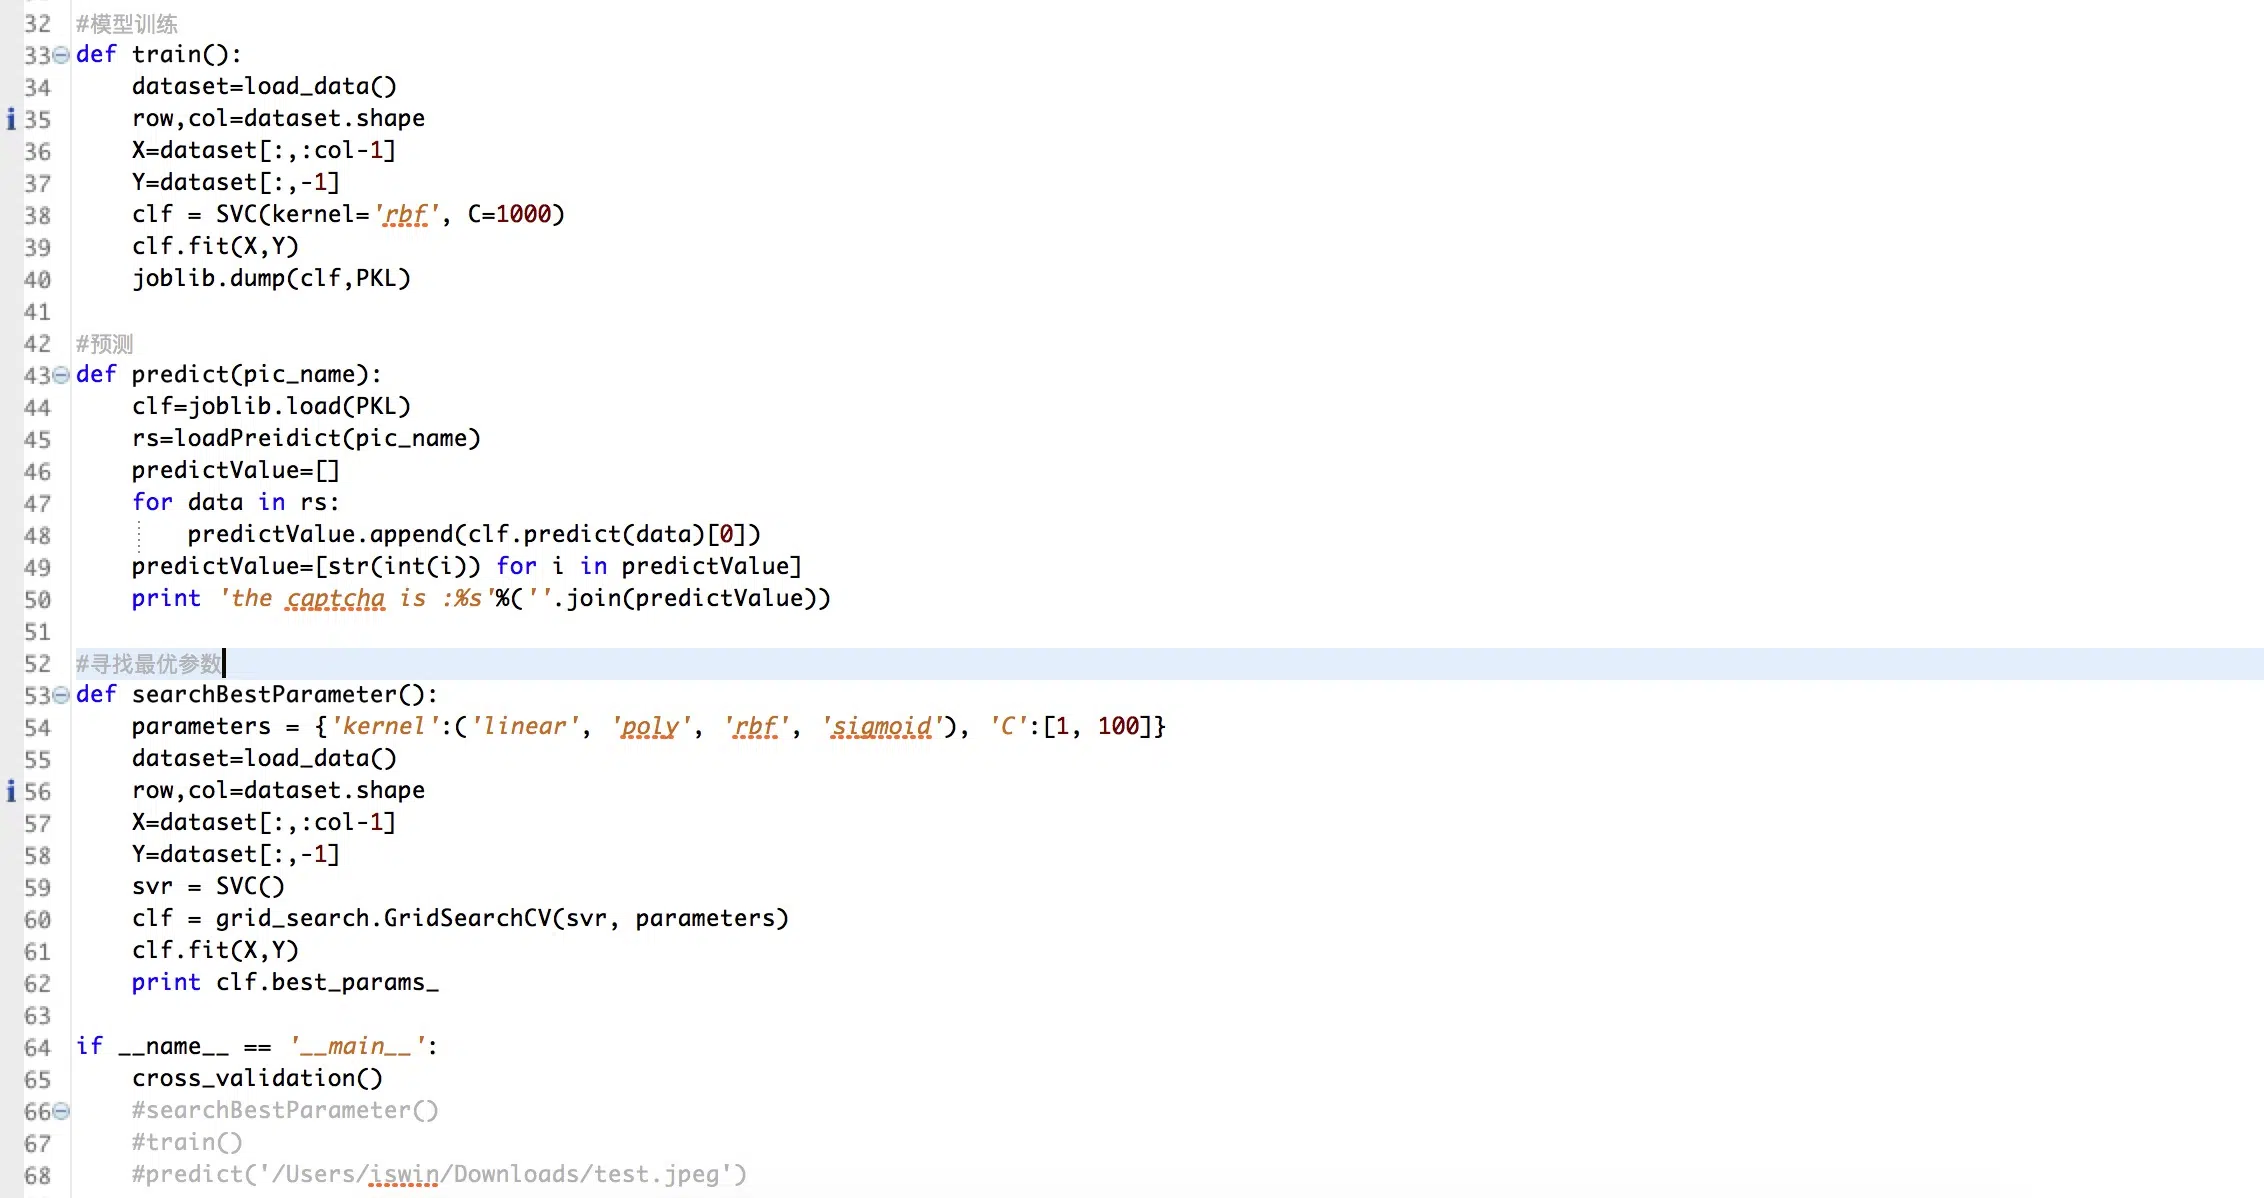 32 #模型训练
33 def train():
34 dataset=load_data()
35 row,col=dataset.shape
36 X=dataset[:,:col-1]
37 Y=dataset[:,-1]
38 clf = SVC(kernel='rbf', C=1000)
39 clf.fit(X,Y)
40 joblib.dump(clf,PKL)
41
42 #预测
43 def predict(pic_name):
44 clf=joblib.load(PKL)
45 rs=loadPreidict(pic_name)
46 predictValue=[]
47 for data in rs:
48 predictValue.append(clf.predict(data)[0])
49 predictValue=[str(int(i)) for i in predictValue]
50 print 'the captcha is :%s'%(''.join(predictValue))
51
52 #寻找最优参数
53 def searchBestParameter():
54 parameters = {'kernel':('linear', 'poly', 'rbf', 'sigmoid'), 'C':[1, 100]}
55 dataset=load_data()
56 row,col=dataset.shape
57 X=dataset[:,:col-1]
58 Y=dataset[:,-1]
59 svr = SVC()
60 clf = grid_search.GridSearchCV(svr, parameters)
61 clf.fit(X,Y)
62 print clf.best_params_
63
64 if __name__ == '__main__':
65 cross_validation()
66 #searchBestParameter()
67 #train()
68 #predict('/Users/iswin/Downloads/test.jpeg')